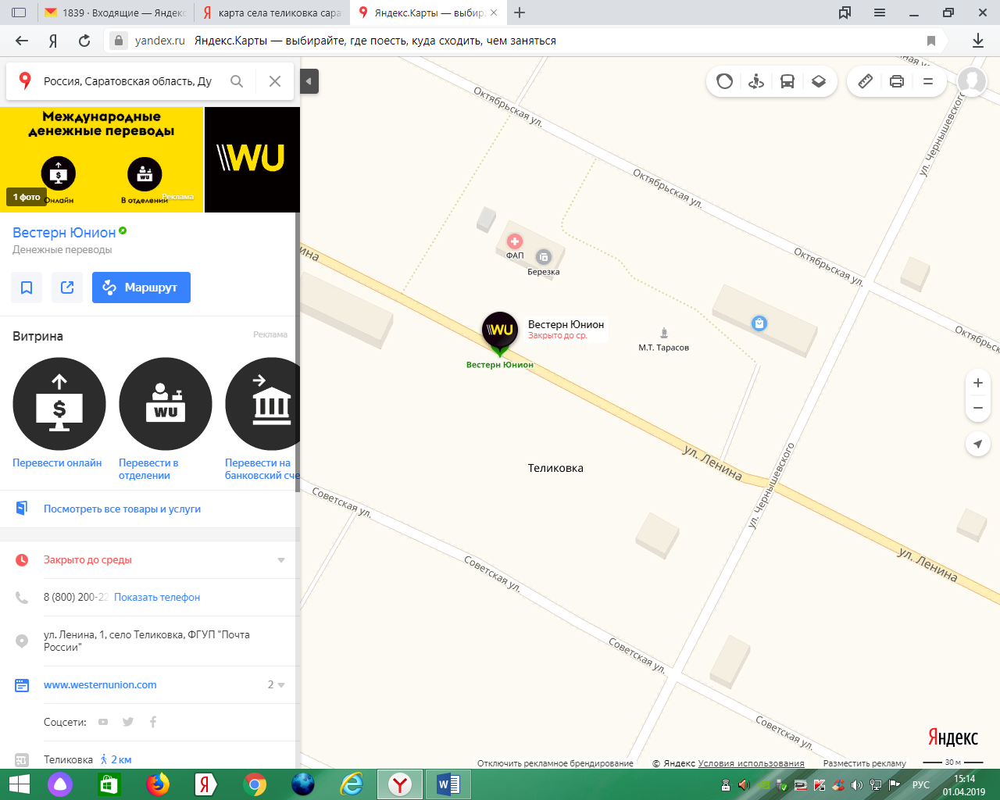 1839 · Входящие — Яндекс
карта села теликовка сара
Яндекс.Карты — выбира
yandex.ru
Яндекс.Карты — выбирайте, где поесть, куда сходить, чем заняться
Россия, Саратовская область, Ду
Международные
денежные переводы
Онлайн
В отделении
Реклама
1 фото
WU
Вестерн Юнион
Денежные переводы
Маршрут
Витрина
Реклама
WU
Перевести онлайн
Перевести в
отделении
Перевести на
банковский сче
Посмотреть все товары и услуги
Закрыто до среды
8 (800) 200-22
Показать телефон
ул. Ленина, 1, село Теликовка, ФГУП "Почта
России"
www.westernunion.com
2
Соцсети:
Теликовка
2 км
Октябрьская ул.
Октябрьская ул.
Октябрьская ул.
Октябрьская ул.
ул. Чернышевского
ФАП
Березка
WU
Вестерн Юнион
Закрыто до ср.
Вестерн Юнион
М.Т. Тарасов
ул. Ленина
ул. Чернышевского
ул. Ленина
Теликовка
Советская ул.
Советская ул.
Советская ул.
Советская ул.
Яндекс
Отключить рекламное брендирование
© Яндекс Условия использования
Разместить рекламу
30 м
РУС
15:14
01.04.2019